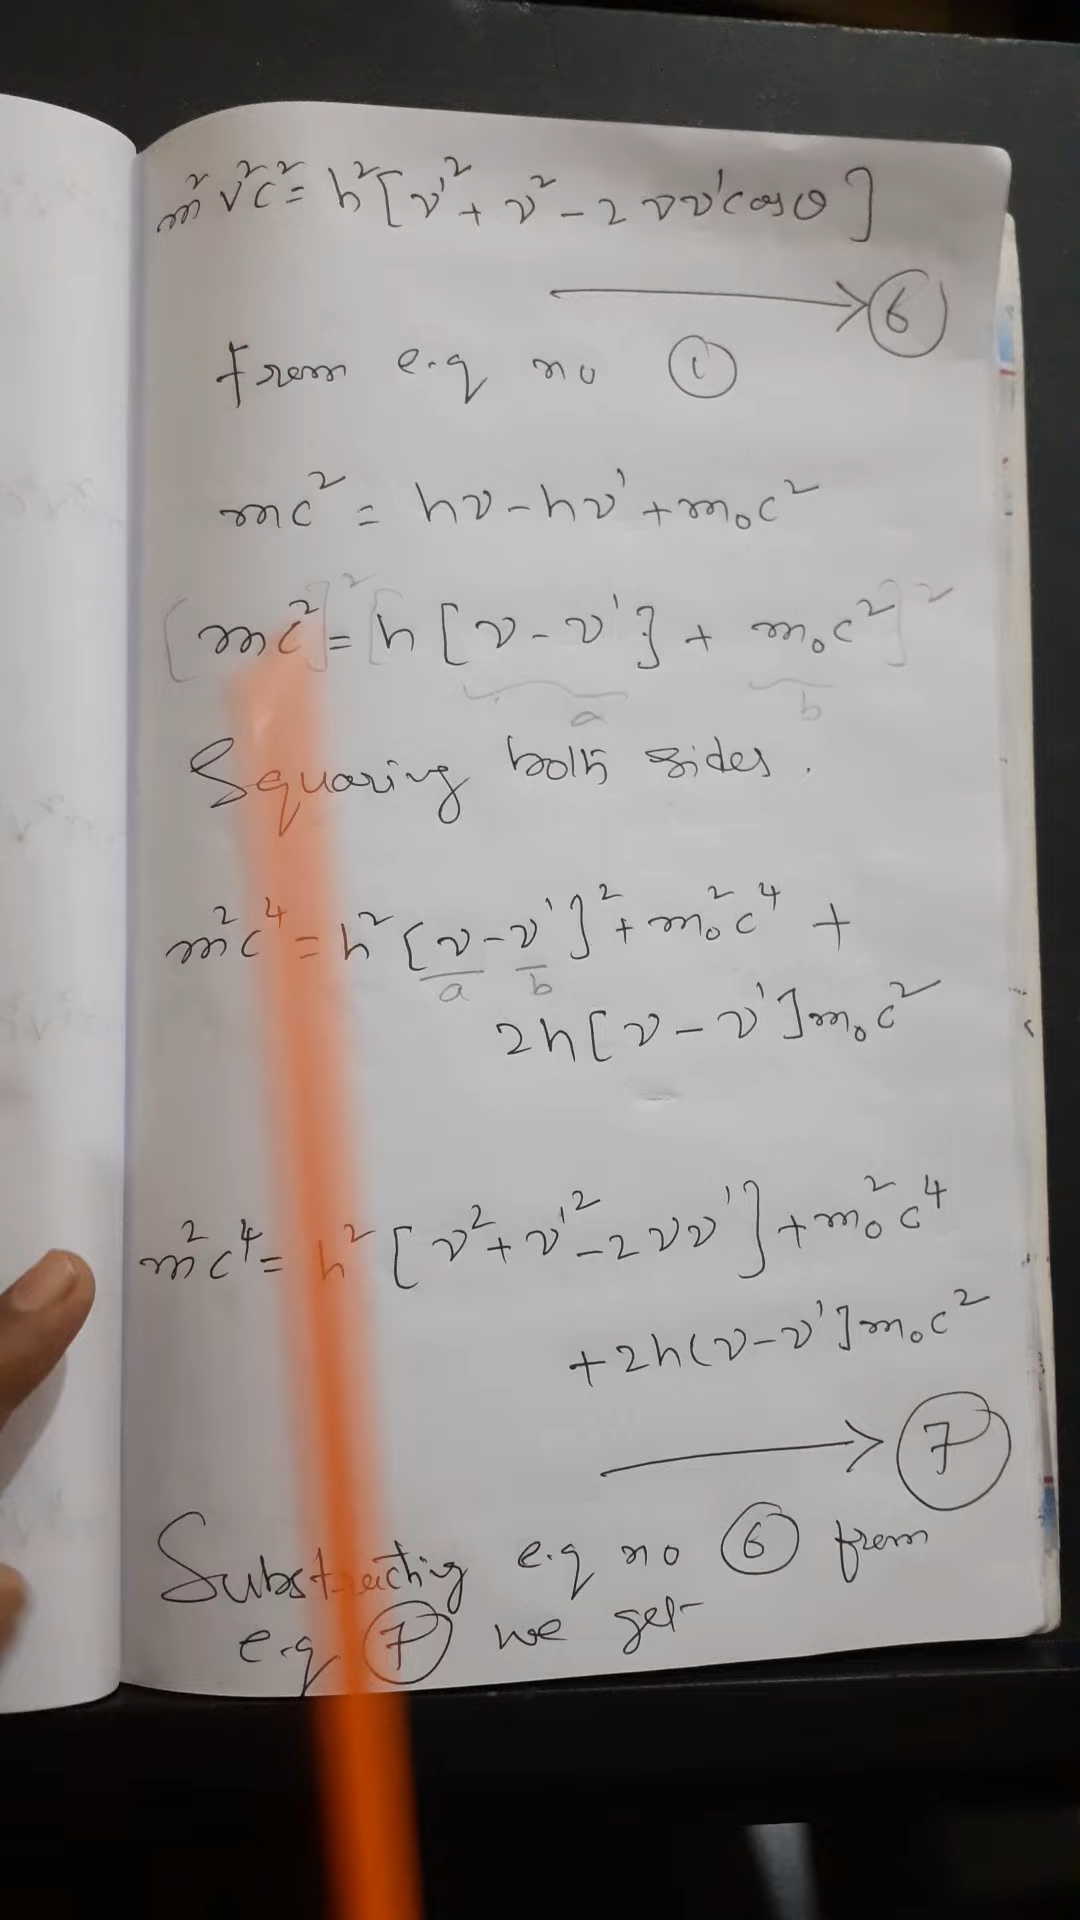 m²v²c² = h²[ν'² + ν² - 2νν'cosθ]
→ ⑥
From e.q no ①
mc² = hν - hν' + m₀c²
[mc²]² = [h[ν - ν'] + m₀c²]²
a b
Squaring both sides.
m²c⁴ = h²[ν - ν']² + m₀²c⁴ +
a b
2h[ν - ν']m₀c²
m²c⁴ = h²[ν² + ν'² - 2νν'] + m₀²c⁴
+ 2h(ν - ν']m₀c²
→ ⑦
Substracting e.q no ⑥ from
e.q ⑦ we get